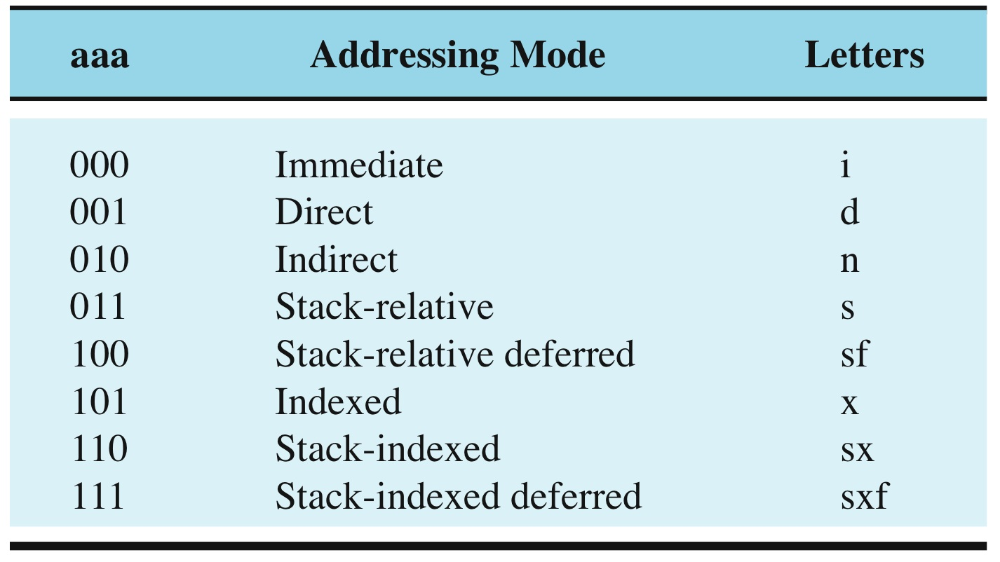 aaa Addressing Mode Letters
000 Immediate i
001 Direct d
010 Indirect n
011 Stack-relative s
100 Stack-relative deferred sf
101 Indexed x
110 Stack-indexed sx
111 Stack-indexed deferred sxf